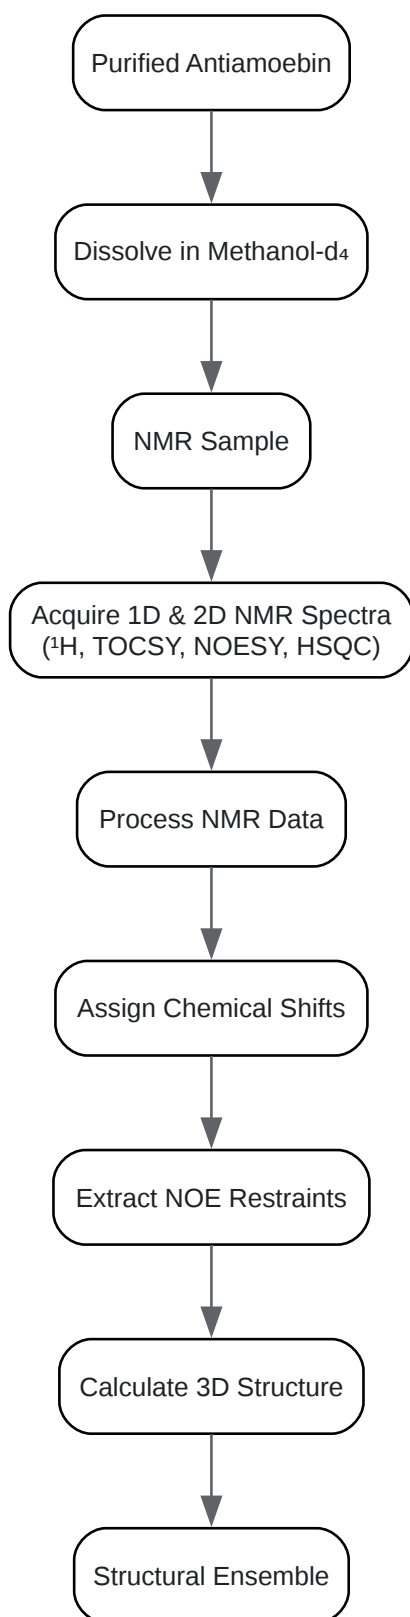 Purified Antiamoebin
Dissolve in Methanol-d₄
NMR Sample
Acquire 1D & 2D NMR Spectra
(¹H, TOCSY, NOESY, HSQC)
Process NMR Data
Assign Chemical Shifts
Extract NOE Restraints
Calculate 3D Structure
Structural Ensemble